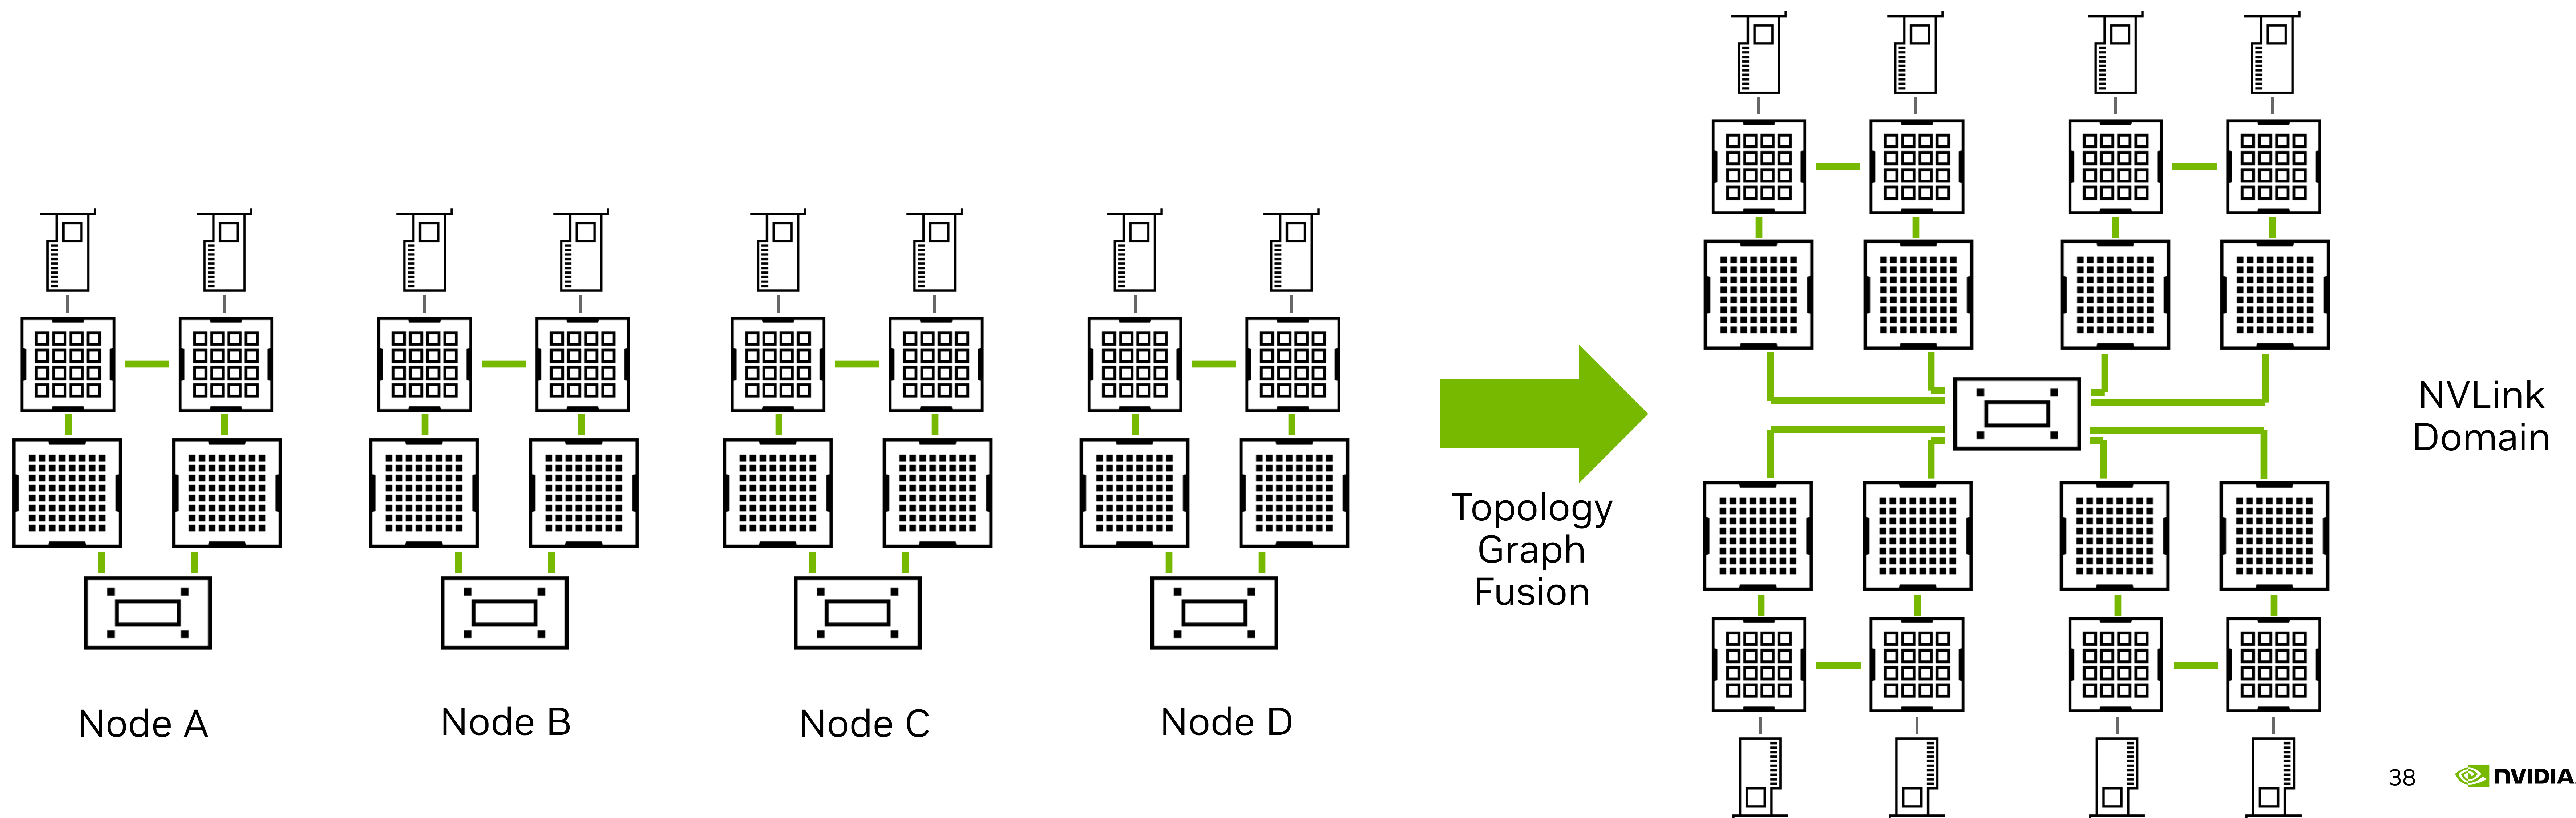 Node A
Node B
Node C
Node D
Topology
Graph
Fusion
NVLink
Domain
38
NVIDIA